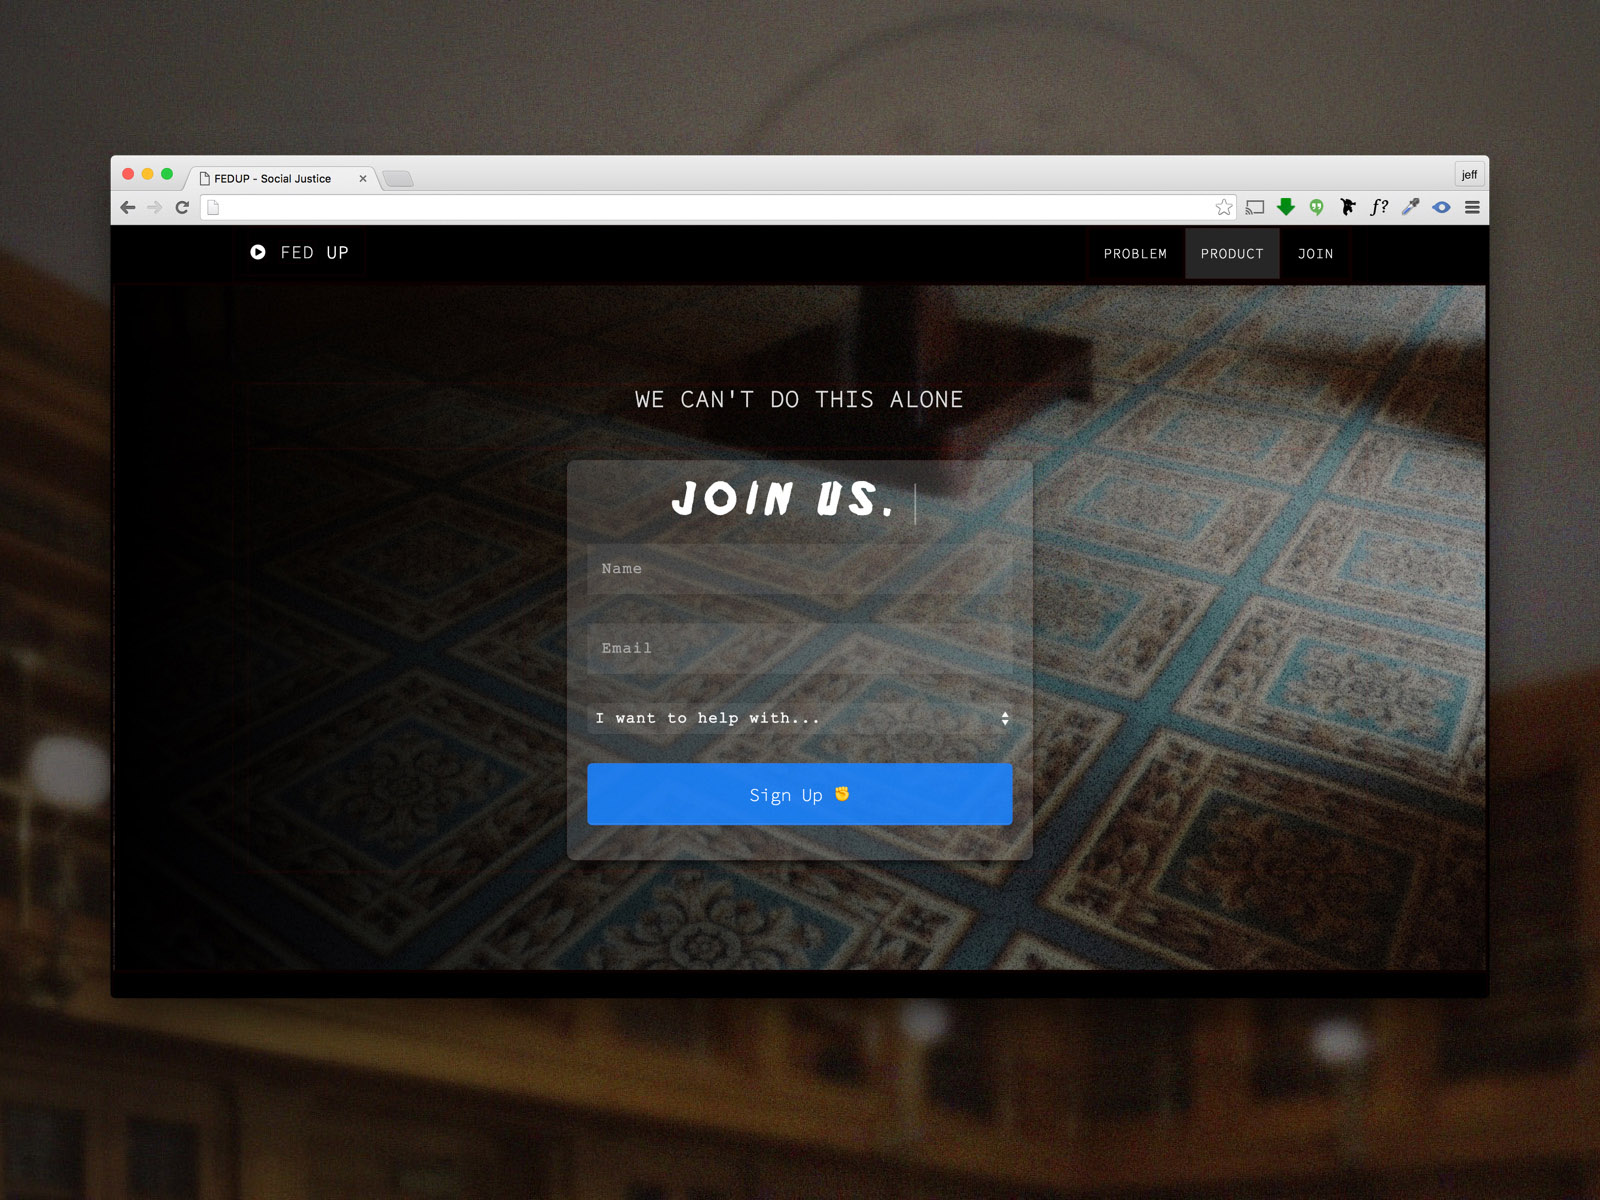 FEDUP - Social Justice
jeff
f?
FED UP
PROBLEM
PRODUCT
JOIN
WE CAN'T DO THIS ALONE
JOIN US.
Name
Email
I want to help with...
Sign Up ✊